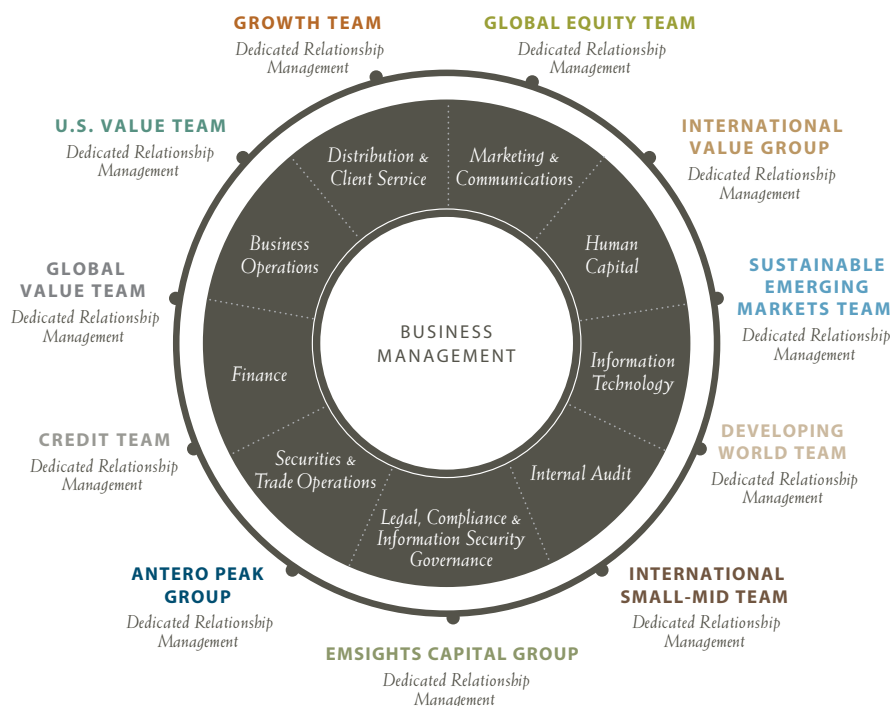 GROWTH TEAM
Dedicated Relationship
Management
GLOBAL EQUITY TEAM
Dedicated Relationship
Management
U.S. VALUE TEAM
Dedicated Relationship
Management
INTERNATIONAL
VALUE GROUP
Dedicated Relationship
Management
GLOBAL
VALUE TEAM
Dedicated Relationship
Management
SUSTAINABLE
EMERGING
MARKETS TEAM
Dedicated Relationship
Management
CREDIT TEAM
Dedicated Relationship
Management
DEVELOPING
WORLD TEAM
Dedicated Relationship
Management
ANTERO PEAK
GROUP
Dedicated Relationship
Management
INTERNATIONAL
SMALL-MID TEAM
Dedicated Relationship
Management
EMSIGHTS CAPITAL GROUP
Dedicated Relationship
Management
Distribution &
Client Service
Marketing &
Communications
Business
Operations
Human
Capital
Finance
Information
Technology
Securities &
Trade Operations
Internal Audit
Legal, Compliance &
Information Security
Governance
BUSINESS
MANAGEMENT